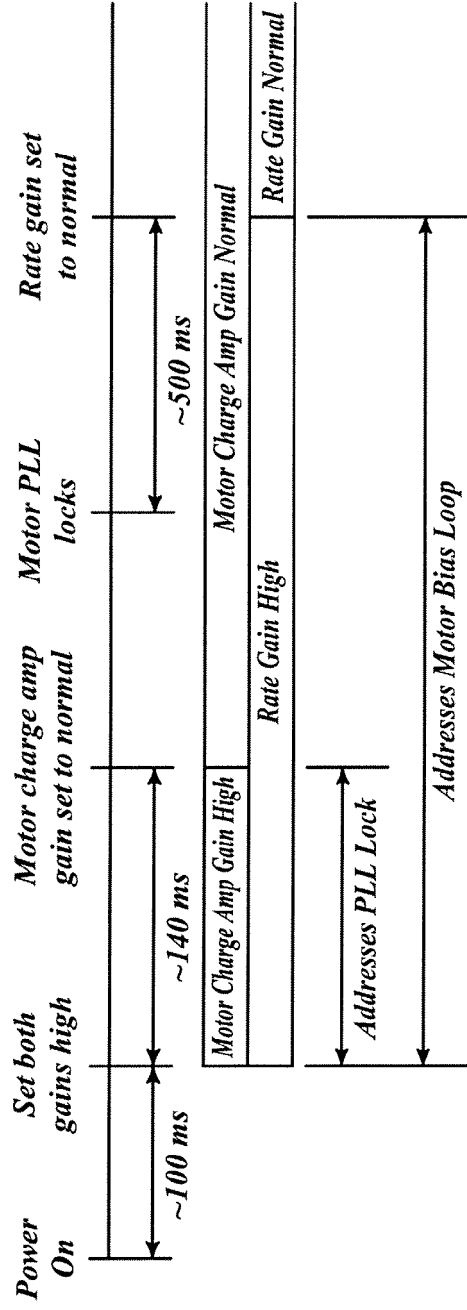 Power
On
Set both
gains high
Motor charge amp
gain set to normal
Motor PLL
locks
Rate gain set
to normal
~100 ms
~140 ms
~500 ms
Motor Charge Amp Gain High
Motor Charge Amp Gain Normal
Rate Gain High
Rate Gain Normal
Addresses PLL Lock
Addresses Motor Bias Loop